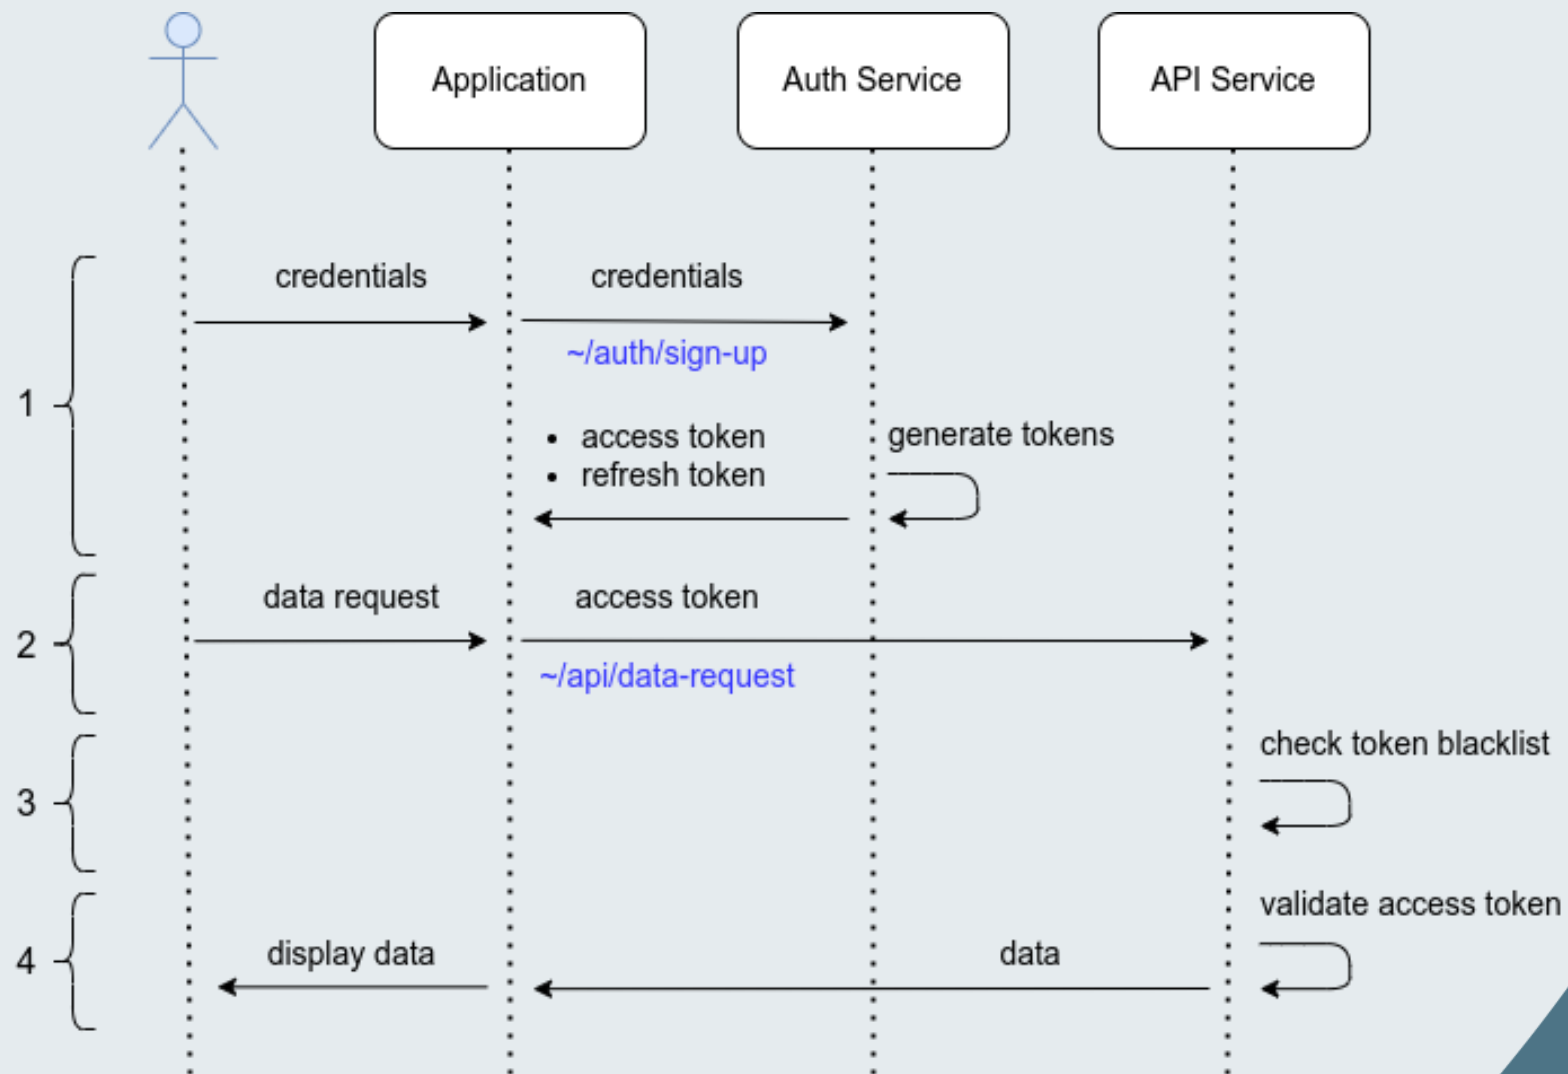 Application
Auth Service
API Service
credentials
credentials
~/auth/sign-up
1
• access token
• refresh token
generate tokens
data request
access token
2
~/api/data-request
check token blacklist
3
validate access token
display data
data
4